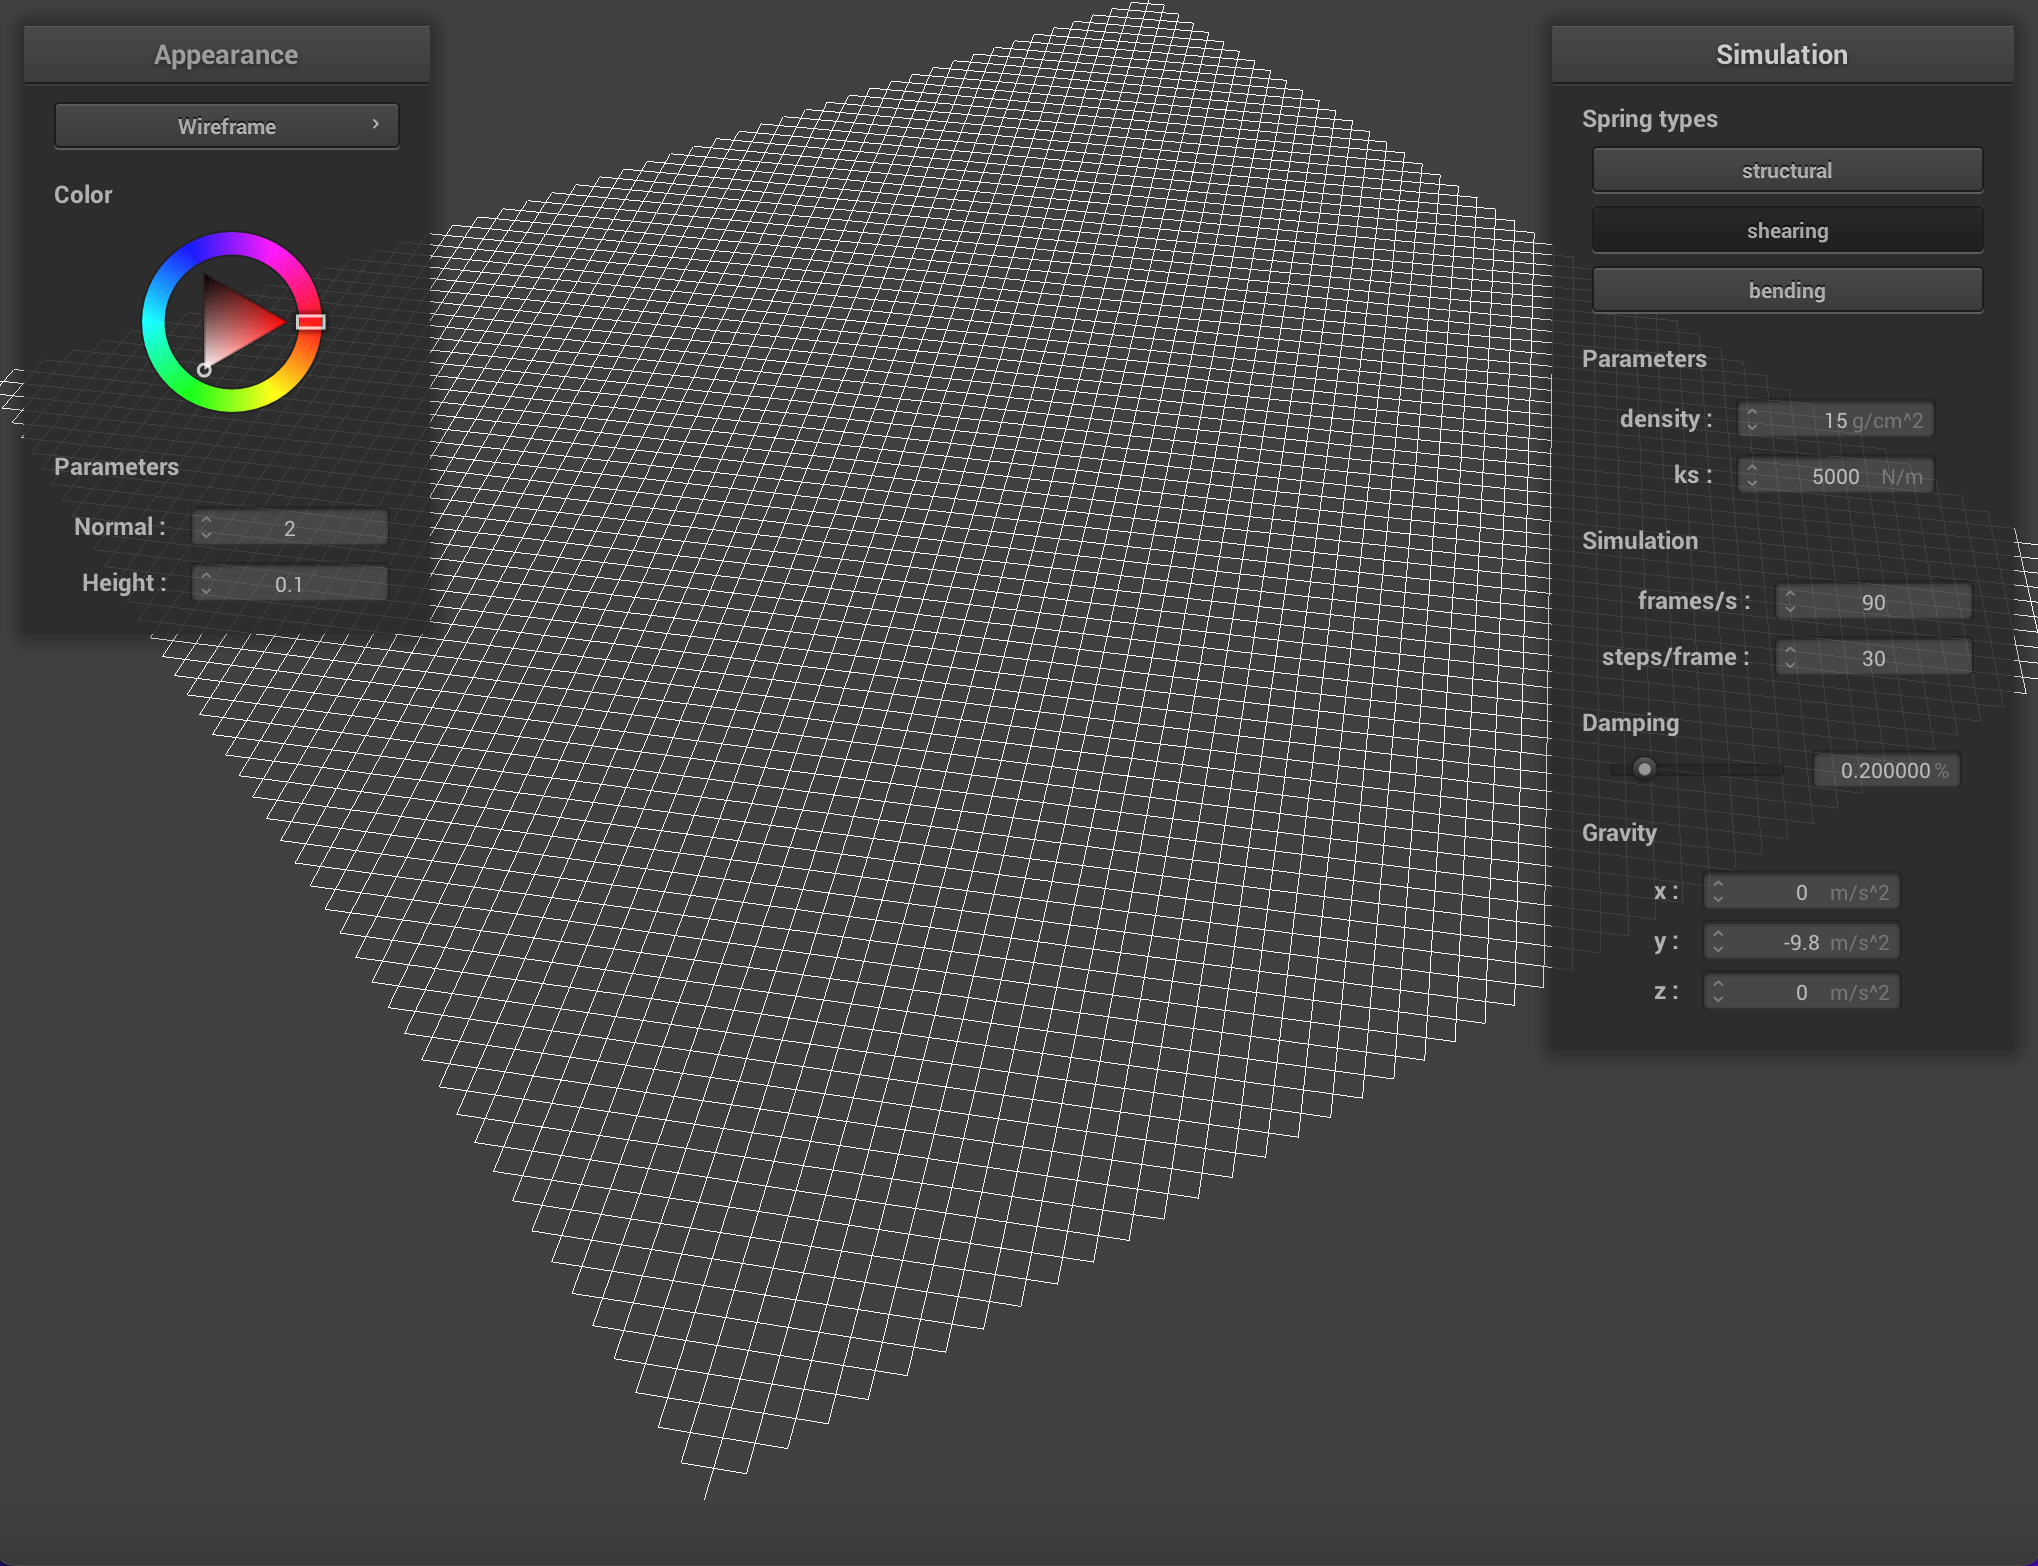 Appearance
Wireframe
Color
Parameters
Normal : 2
Height : 0.1
Simulation
Spring types
structural
shearing
bending
Parameters
density : 15 g/cm^2
ks : 5000 N/m
Simulation
frames/s : 90
steps/frame : 30
Damping
0.200000 %
Gravity
x : 0 m/s^2
y : -9.8 m/s^2
z : 0 m/s^2